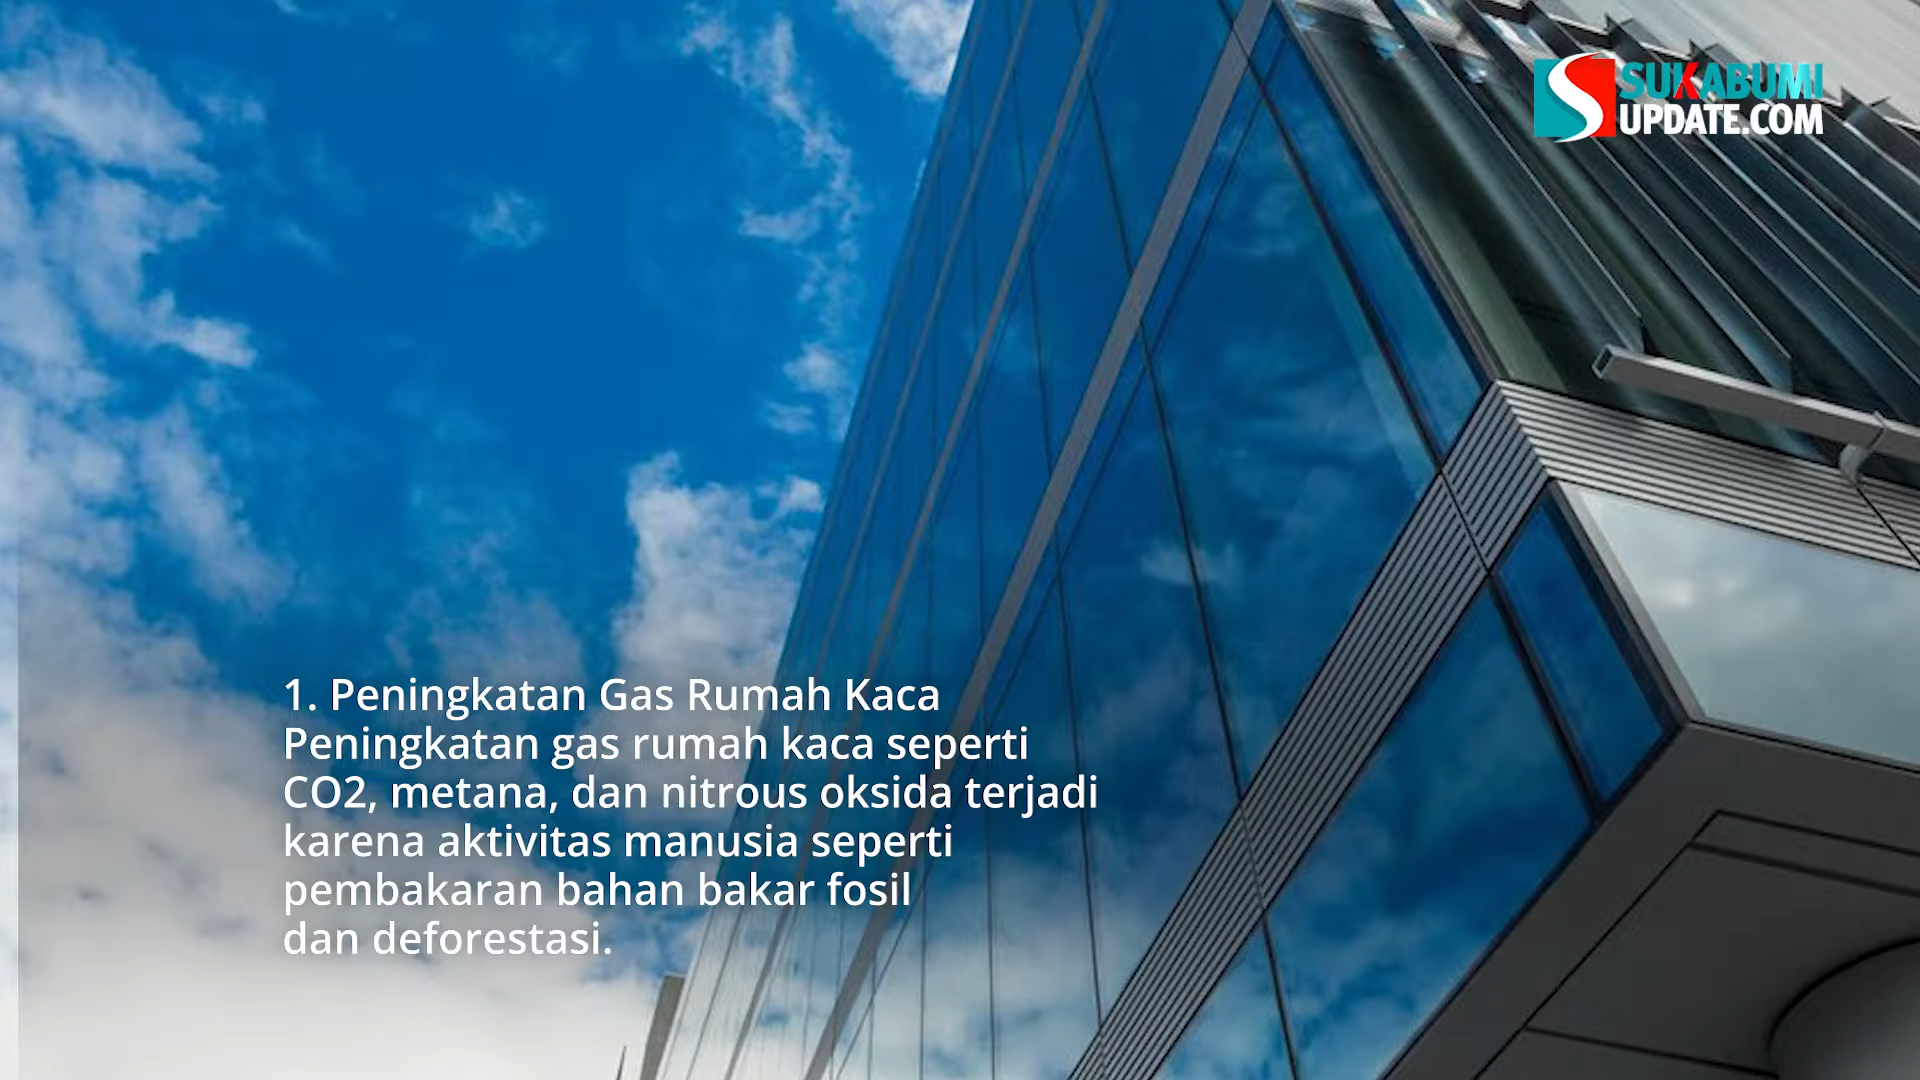 SUKABUMI
UPDATE.COM
1. Peningkatan Gas Rumah Kaca
Peningkatan gas rumah kaca seperti
CO2, metana, dan nitrous oksida terjadi
karena aktivitas manusia seperti
pembakaran bahan bakar fosil
dan deforestasi.